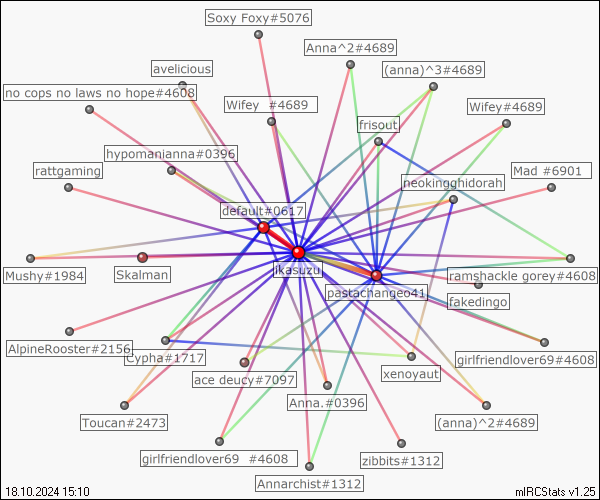 Soxy Foxy#5076
Anna^2#4689
avelicious
(anna)^3#4689
no cops no laws no hope#4608
Wifey #4689
Wifey#4689
frisout
hypomanianna#0396
rattgaming
Mad #6901
neokingghidorah
default#0617
ikasuzu
Mushy#1984
Skalman
ramshackle gorey#4608
pastachangeo41
fakedingo
AlpineRooster#2156
Cypha#1717
girlfriendlover69#4608
xenoyaut
ace deucy#7097
Anna.#0396
Toucan#2473
(anna)^2#4689
girlfriendlover69 #4608
zibbits#1312
Annarchist#1312
18.10.2024 15:10
mIRCStats v1.25